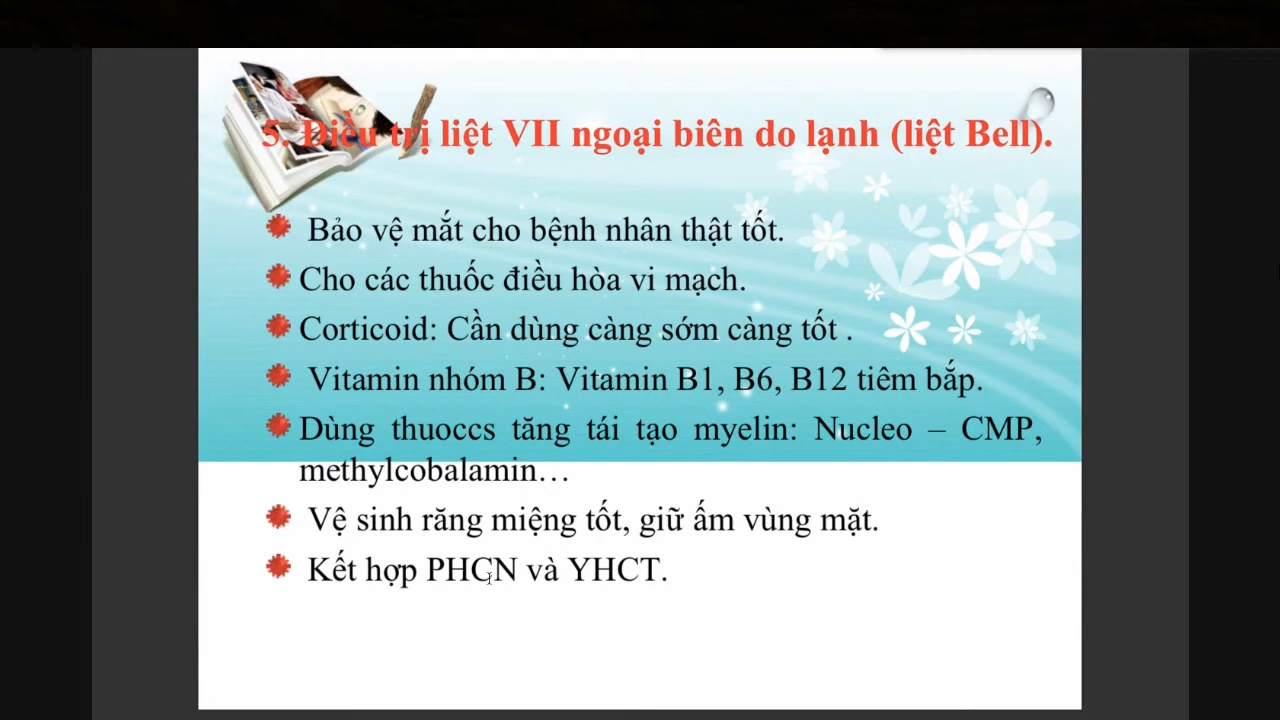 5. Điều trị liệt VII ngoại biên do lạnh (liệt Bell).
Bảo vệ mắt cho bệnh nhân thật tốt.
Cho các thuốc điều hòa vi mạch.
Corticoid: Cần dùng càng sớm càng tốt .
Vitamin nhóm B: Vitamin B1, B6, B12 tiêm bắp.
Dùng thuoccs tăng tái tạo myelin: Nucleo – CMP,
methylcobalamin…
Vệ sinh răng miệng tốt, giữ ấm vùng mặt.
Kết hợp PHCN và YHCT.